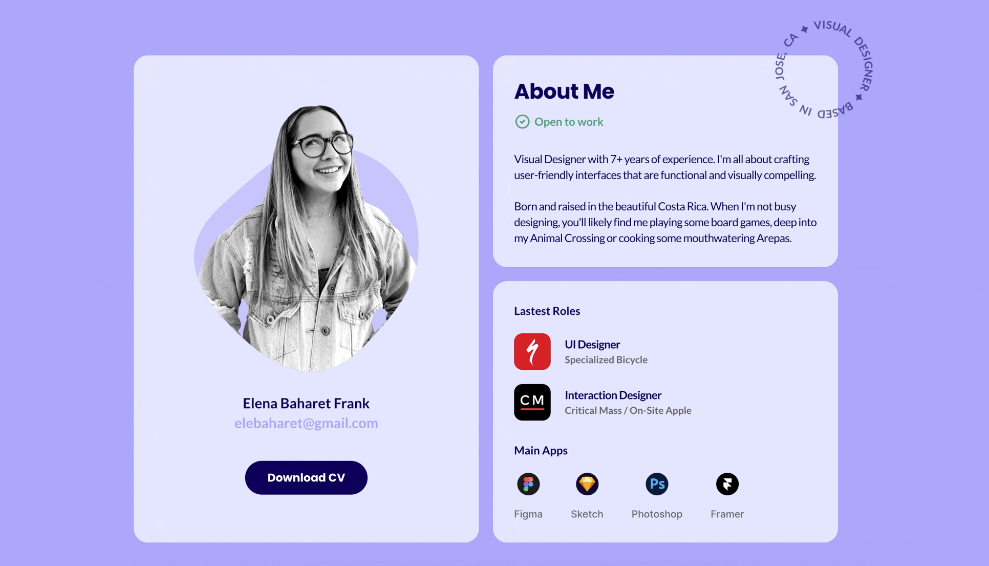 VISUAL DESIGNER ✦ BASED IN SAN JOSE, CA ✦
About Me
Open to work
Visual Designer with 7+ years of experience. I'm all about crafting
user-friendly interfaces that are functional and visually compelling.
Born and raised in the beautiful Costa Rica. When I'm not busy
designing, you'll likely find me playing some board games, deep into
my Animal Crossing or cooking some mouthwatering Arepas.
Elena Baharet Frank
elebaharet@gmail.com
Download CV
Lastest Roles
UI Designer
Specialized Bicycle
CM
Interaction Designer
Critical Mass / On-Site Apple
Main Apps
Ps
Figma
Sketch
Photoshop
Framer